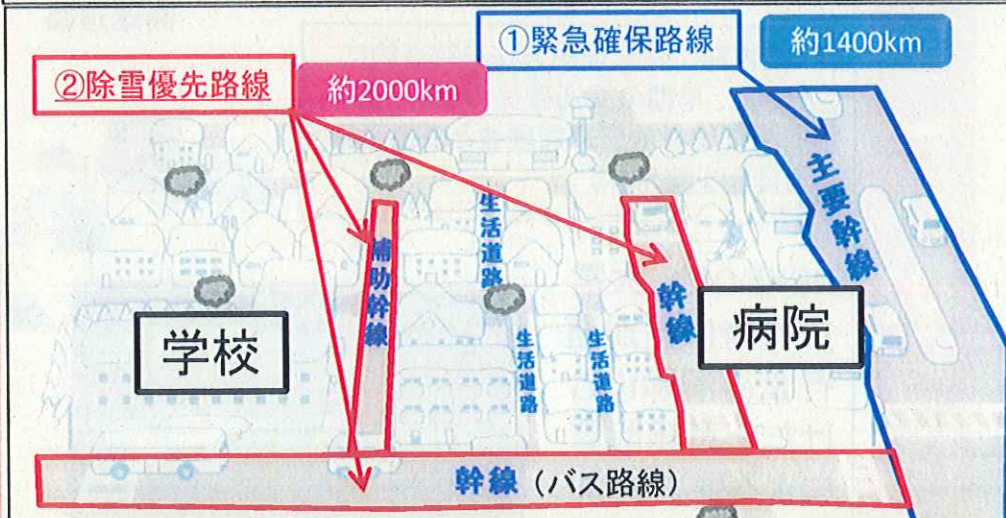 ①緊急確保路線
約1400km
②除雪優先路線
約2000km
主要幹線
生活道路
補助幹線
幹線
学校
病院
生活道路
生活道路
幹線（バス路線）